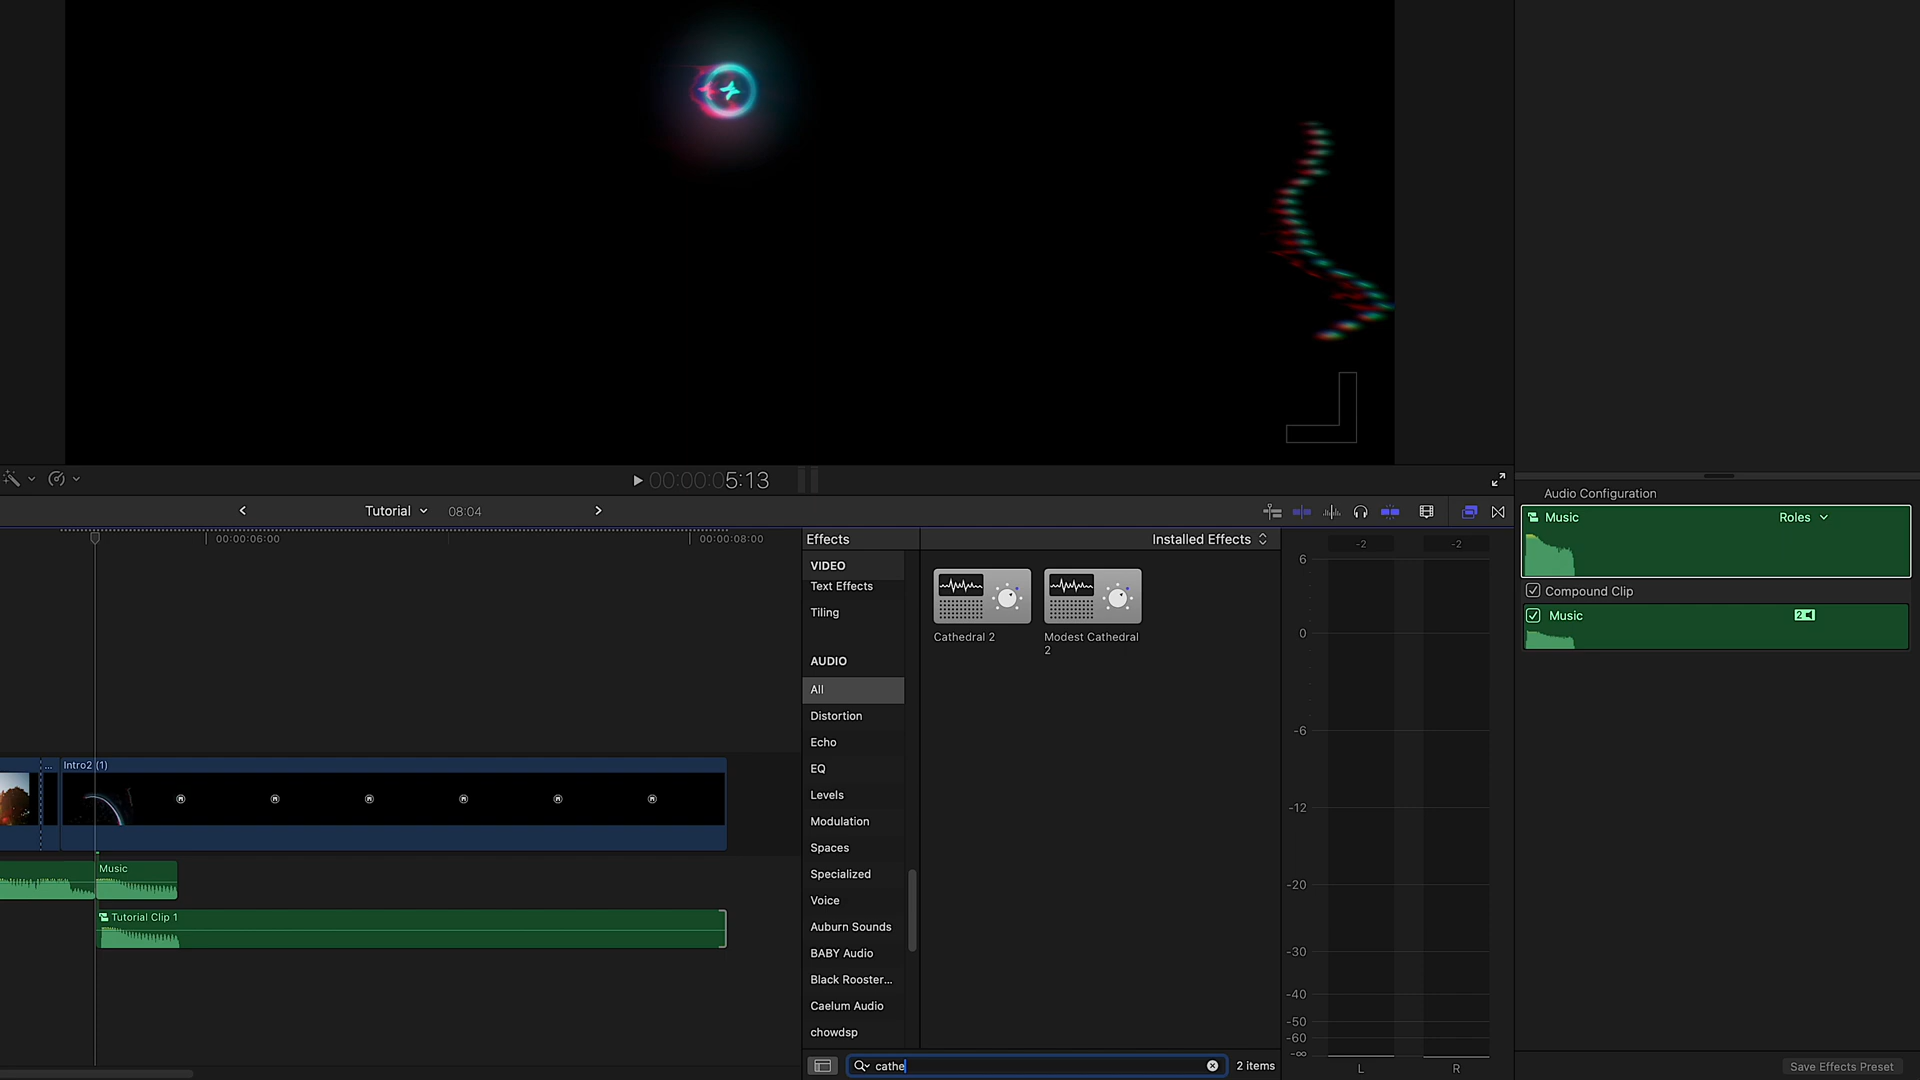 00:00:05:13
Tutorial
08:04
00:00:06:00
00:00:08:00
Effects
Installed Effects
VIDEO
Text Effects
Tiling
AUDIO
All
Distortion
Echo
EQ
Levels
Modulation
Spaces
Specialized
Voice
Auburn Sounds
BABY Audio
Black Rooster...
Caelum Audio
chowdsp
Cathedral 2
Modest Cathedral
2
cathe
2 items
-2
-2
6
0
-6
-12
-20
-30
-40
-50
-60
-∞
L
R
...
Intro2 (1)
Music
Tutorial Clip 1
Audio Configuration
Music
Roles
Compound Clip
Music
2
Save Effects Preset